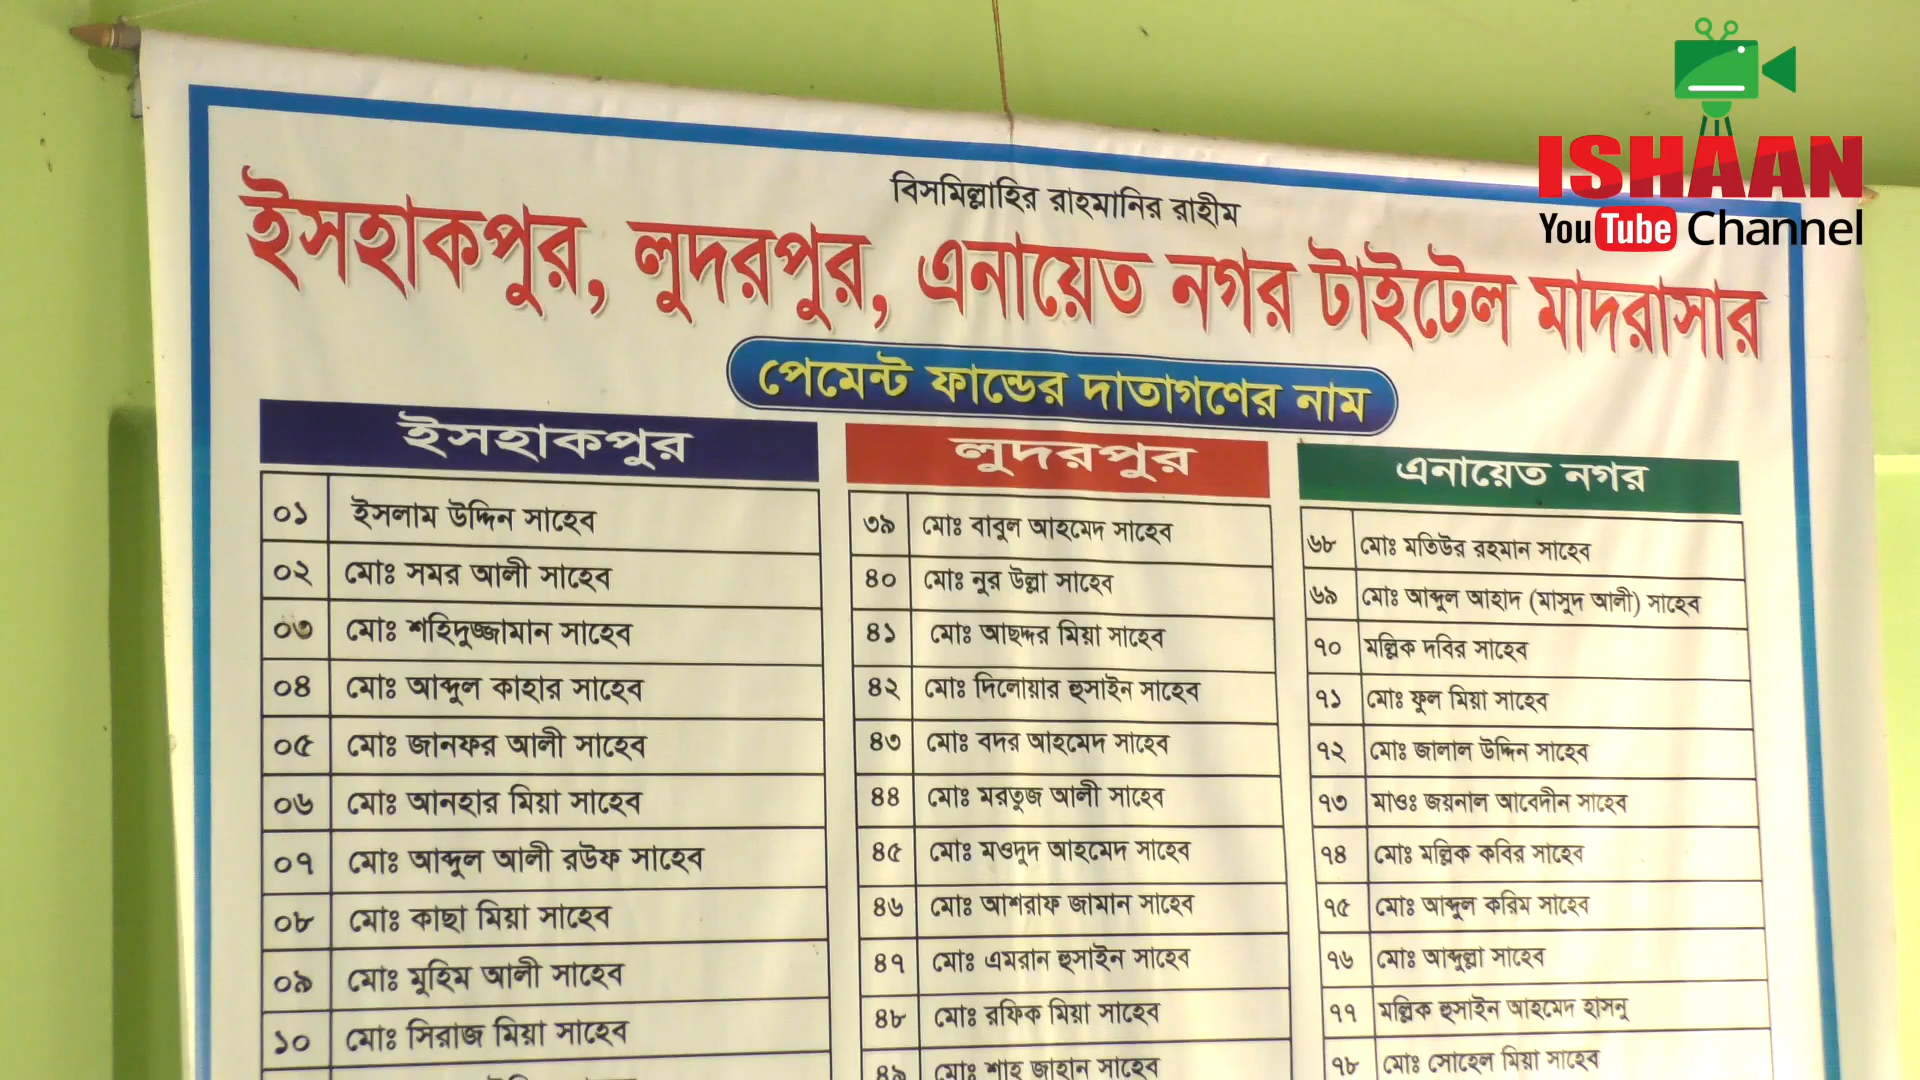 ISHAAN
YouTube Channel
বিসমিল্লাহির রাহমানির রাহীম
ইসহাকপুর, লুদরপুর, এনায়েত নগর টাইটেল মাদরাসার
পেমেন্ট ফান্ডের দাতাগণের নাম
ইসহাকপুর
০১ ইসলাম উদ্দিন সাহেব
০২ মোঃ সমর আলী সাহেব
০৩ মোঃ শহিদুজ্জামান সাহেব
০৪ মোঃ আব্দুল কাহার সাহেব
০৫ মোঃ জানফর আলী সাহেব
০৬ মোঃ আনহার মিয়া সাহেব
০৭ মোঃ আব্দুল আলী রউফ সাহেব
০৮ মোঃ কাছা মিয়া সাহেব
০৯ মোঃ মুহিম আলী সাহেব
১০ মোঃ সিরাজ মিয়া সাহেব
লুদরপুর
৩৯ মোঃ বাবুল আহমেদ সাহেব
৪০ মোঃ নুর উল্লা সাহেব
৪১ মোঃ আছদ্দর মিয়া সাহেব
৪২ মোঃ দিলোয়ার হুসাইন সাহেব
৪৩ মোঃ বদর আহমেদ সাহেব
৪৪ মোঃ মরতুজ আলী সাহেব
৪৫ মোঃ মওদুদ আহমেদ সাহেব
৪৬ মোঃ আশরাফ জামান সাহেব
৪৭ মোঃ এমরান হুসাইন সাহেব
৪৮ মোঃ রফিক মিয়া সাহেব
৪৯ মোঃ শাহ জাহান সাহেব
এনায়েত নগর
৬৮ মোঃ মতিউর রহমান সাহেব
৬৯ মোঃ আব্দুল আহাদ (মাসুদ আলী) সাহেব
৭০ মল্লিক দবির সাহেব
৭১ মোঃ ফুল মিয়া সাহেব
৭২ মোঃ জালাল উদ্দিন সাহেব
৭৩ মাওঃ জয়নাল আবেদীন সাহেব
৭৪ মোঃ মল্লিক কবির সাহেব
৭৫ মোঃ আব্দুল করিম সাহেব
৭৬ মোঃ আব্দুল্লা সাহেব
৭৭ মল্লিক হুসাইন আহমেদ হাসনু
৭৮ মোঃ সোহেল মিয়া সাহেব